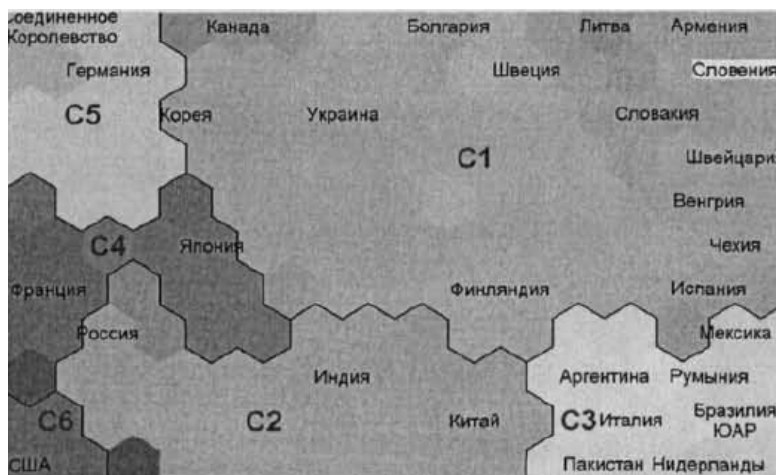 оединенное
Королевство
Канада
Болгария
Литва
Армения
Германия
Швеция
Словения
C5
Корея
Украина
Словакия
C1
Швейцари
Венгрия
C4
Япония
Чехия
Франция
Финляндия
Испания
Россия
Мексика
Индия
Аргентина
Румыния
C6
C2
Китай
C3
Италия
Бразилия
ЮАР
США
Пакистан
Нидерланды